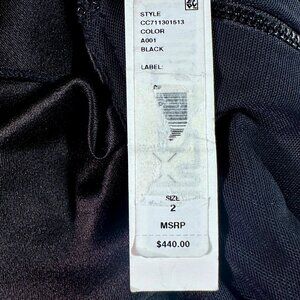 STYLE
CC711301513
COLOR
A001
BLACK
LABEL:
SIZE
2
MSRP
$440.00